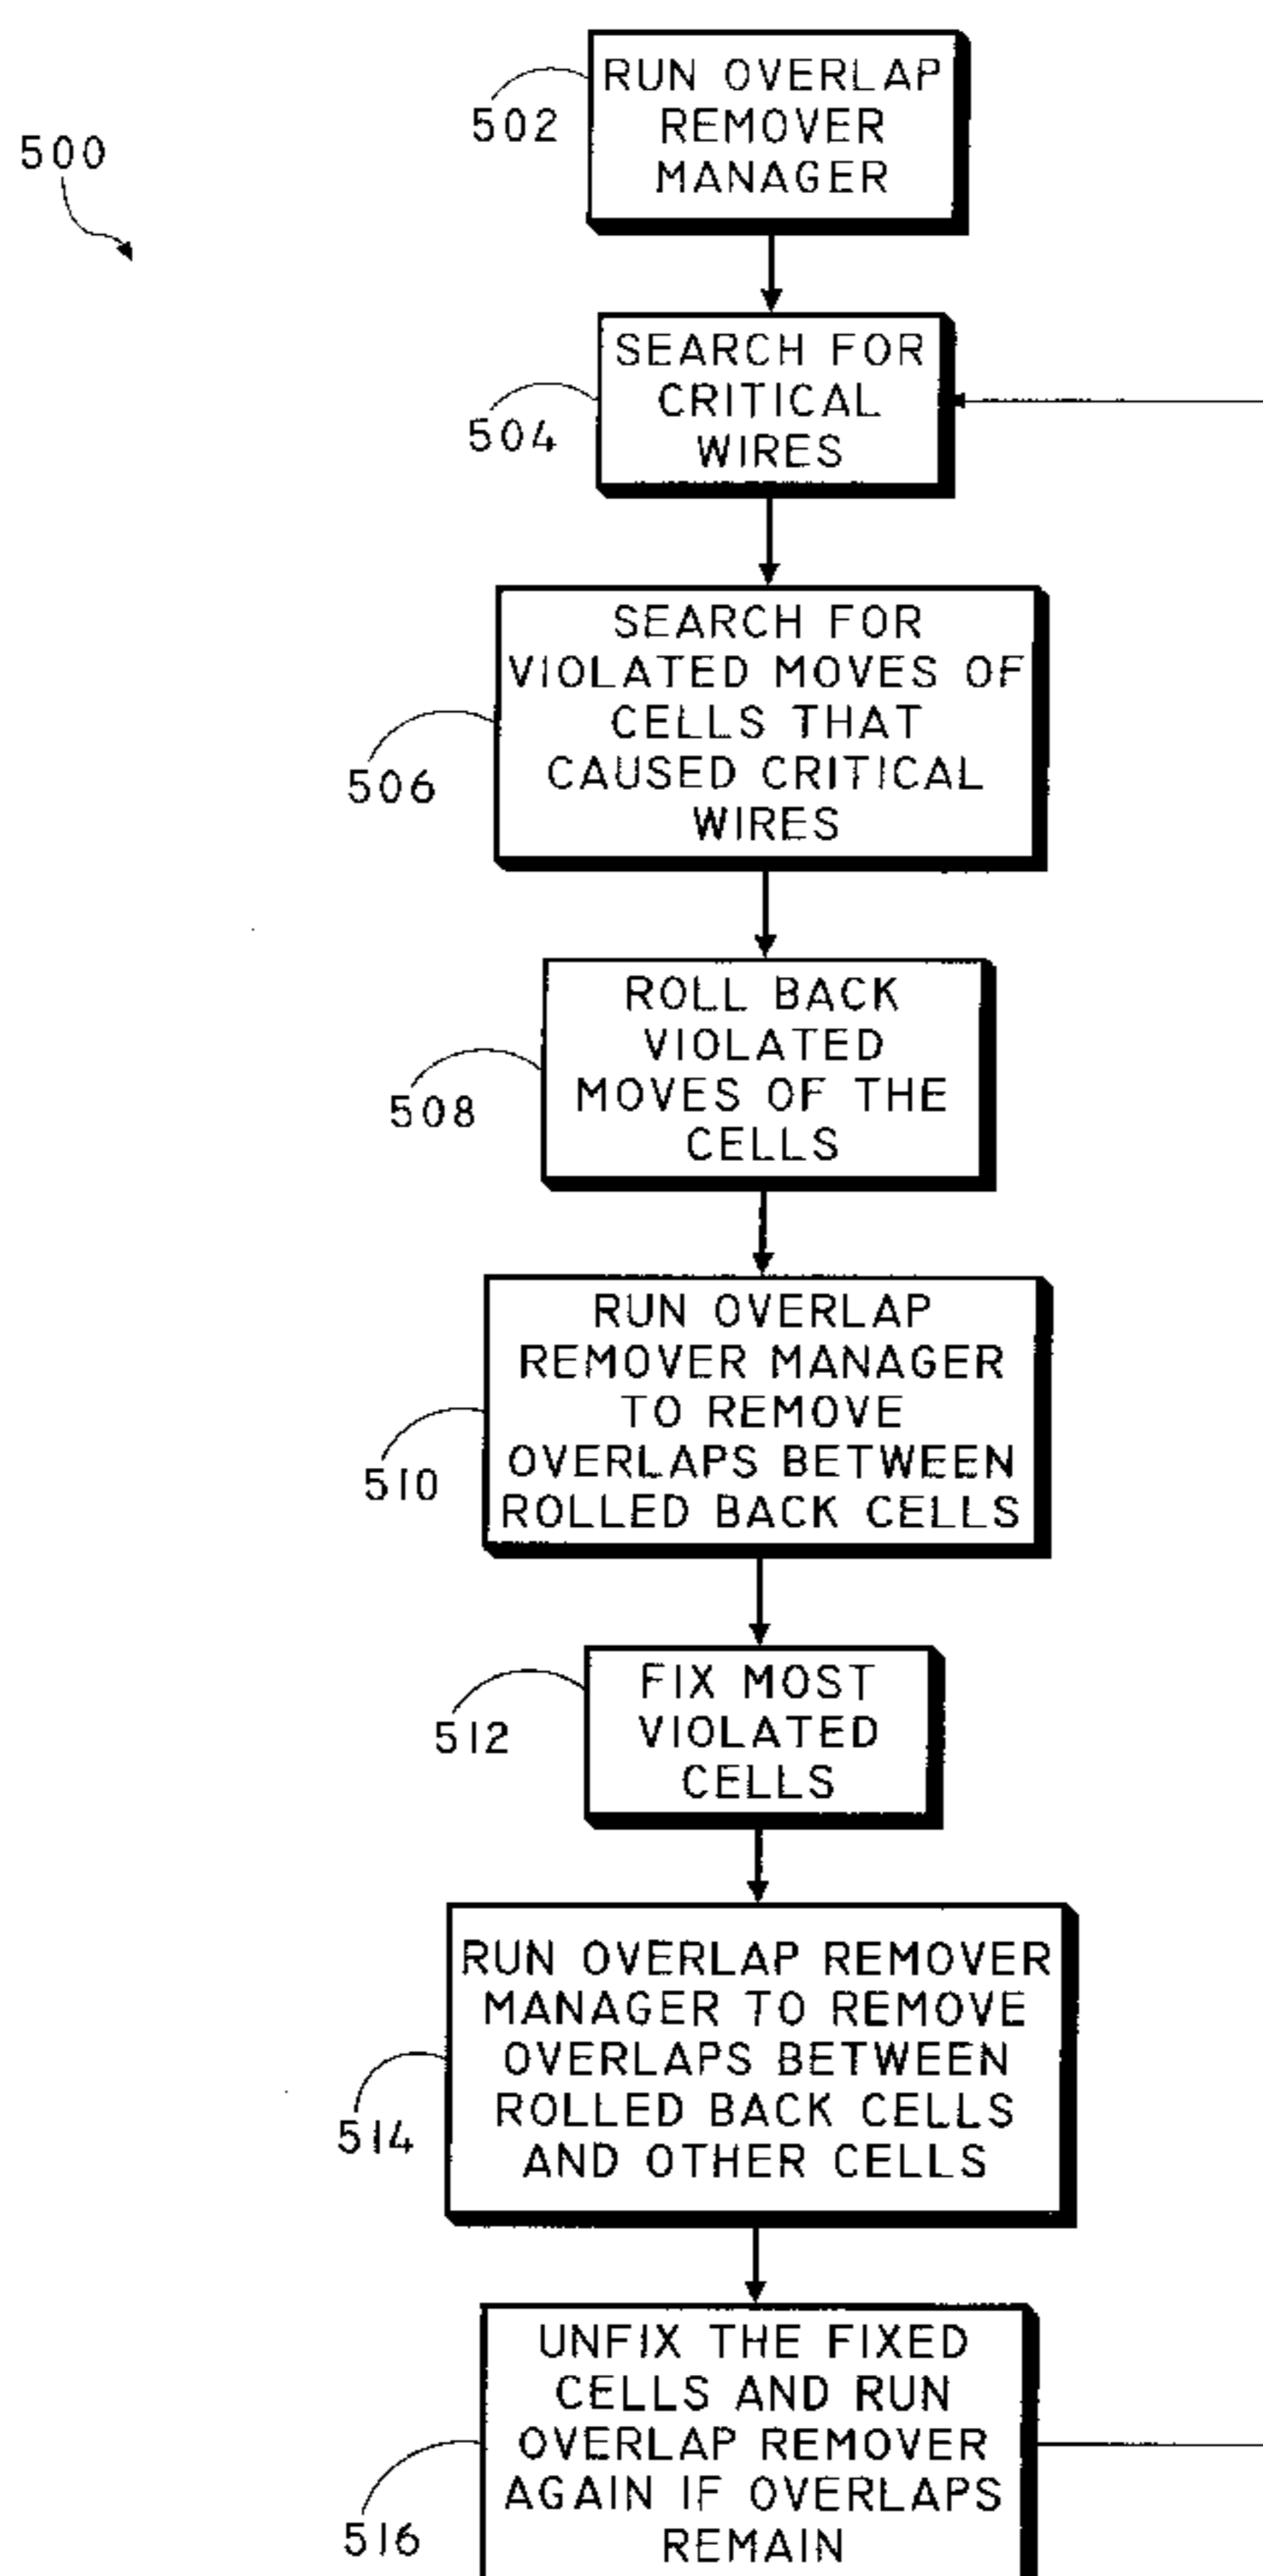 500
502
RUN OVERLAP
REMOVER
MANAGER
504
SEARCH FOR
CRITICAL
WIRES
506
SEARCH FOR
VIOLATED MOVES OF
CELLS THAT
CAUSED CRITICAL
WIRES
508
ROLL BACK
VIOLATED
MOVES OF THE
CELLS
510
RUN OVERLAP
REMOVER MANAGER
TO REMOVE
OVERLAPS BETWEEN
ROLLED BACK CELLS
512
FIX MOST
VIOLATED
CELLS
514
RUN OVERLAP REMOVER
MANAGER TO REMOVE
OVERLAPS BETWEEN
ROLLED BACK CELLS
AND OTHER CELLS
516
UNFIX THE FIXED
CELLS AND RUN
OVERLAP REMOVER
AGAIN IF OVERLAPS
REMAIN